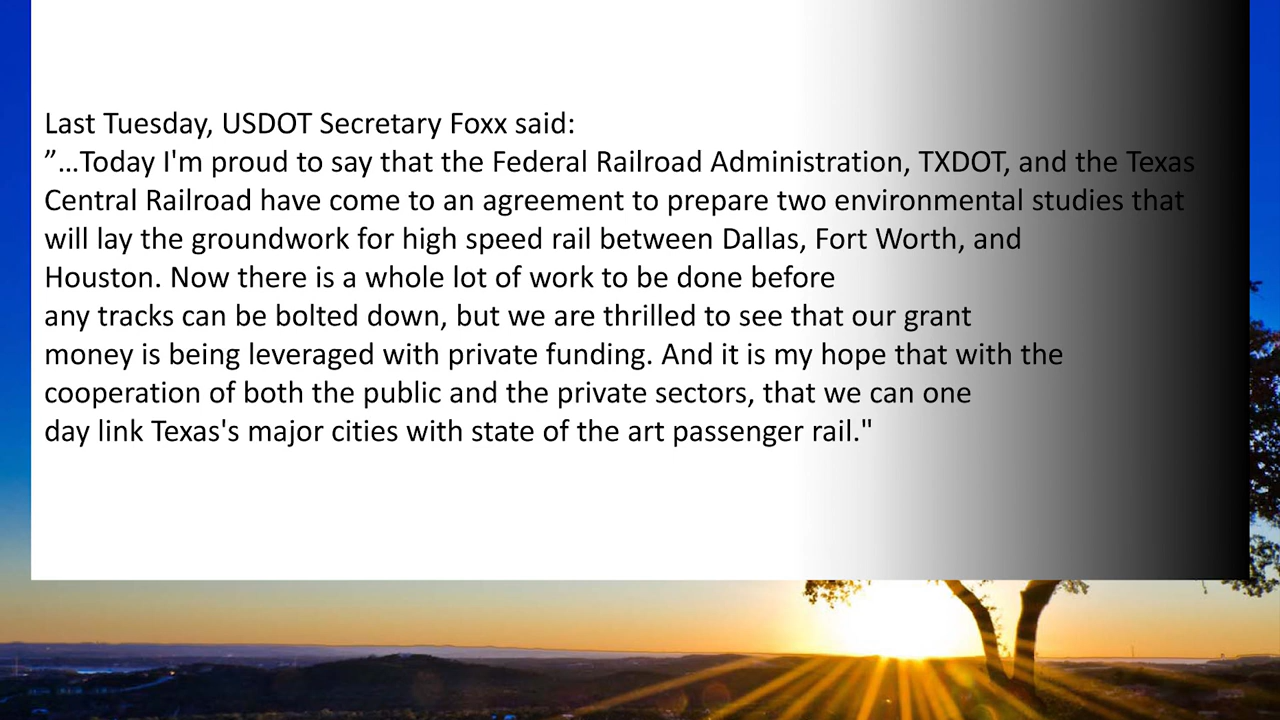 Last Tuesday, USDOT Secretary Foxx said:
”…Today I'm proud to say that the Federal Railroad Administration, TXDOT, and the Texas
Central Railroad have come to an agreement to prepare two environmental studies that
will lay the groundwork for high speed rail between Dallas, Fort Worth, and
Houston. Now there is a whole lot of work to be done before
any tracks can be bolted down, but we are thrilled to see that our grant
money is being leveraged with private funding. And it is my hope that with the
cooperation of both the public and the private sectors, that we can one
day link Texas's major cities with state of the art passenger rail."